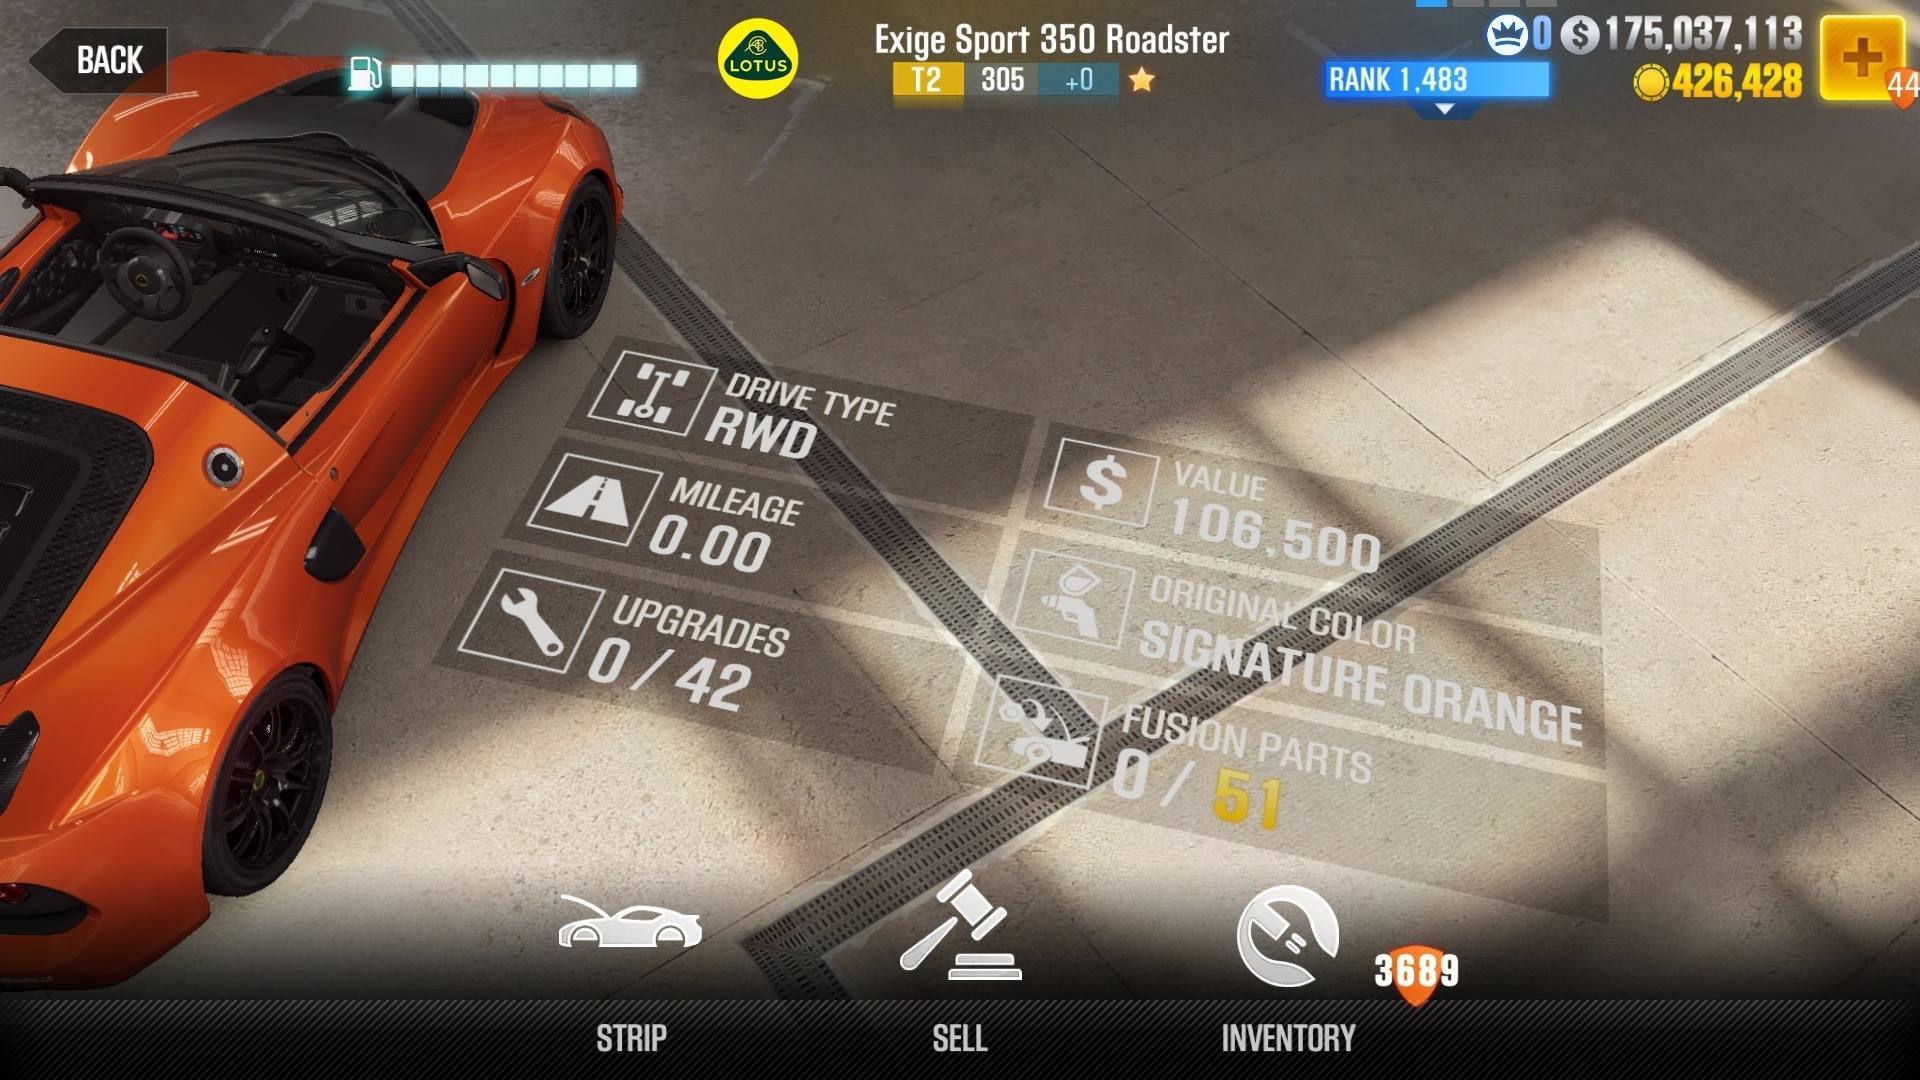 BACK
LOTUS
Exige Sport 350 Roadster
T2 305 +0
RANK 1,483
0 $ 175,037,113
426,428
44
DRIVE TYPE
RWD
MILEAGE
0.00
UPGRADES
0/42
$ VALUE
106,500
ORIGINAL COLOR
SIGNATURE ORANGE
FUSION PARTS
0/51
3689
STRIP
SELL
INVENTORY